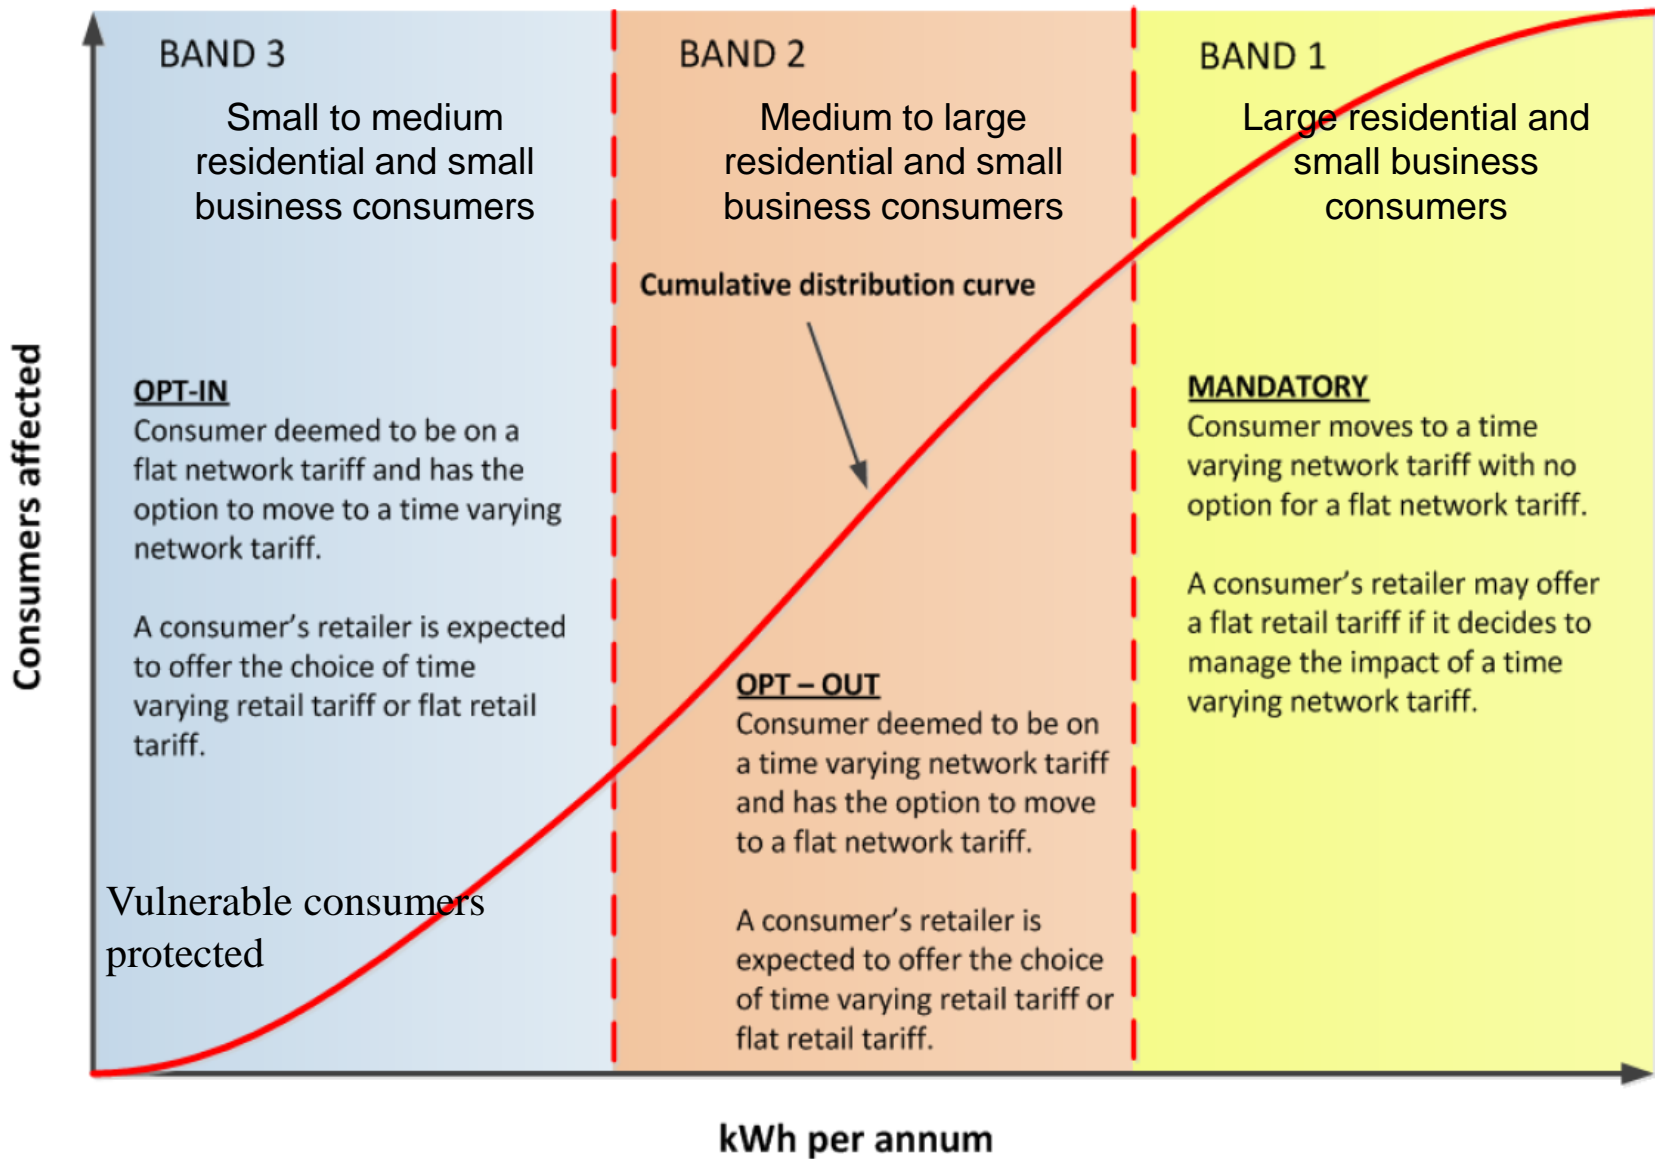 BAND 3
Small to medium
residential and small
business consumers
OPT-IN
Consumer deemed to be on a
flat network tariff and has the
option to move to a time varying
network tariff.
A consumer’s retailer is expected
to offer the choice of time
varying retail tariff or flat retail
tariff.
Vulnerable consumers
protected
BAND 2
Medium to large
residential and small
business consumers
Cumulative distribution curve
OPT – OUT
Consumer deemed to be on
a time varying network tariff
and has the option to move
to a flat network tariff.
A consumer’s retailer is
expected to offer the choice
of time varying retail tariff or
flat retail tariff.
BAND 1
Large residential and
small business
consumers
MANDATORY
Consumer moves to a time
varying network tariff with no
option for a flat network tariff.
A consumer’s retailer may offer
a flat retail tariff if it decides to
manage the impact of a time
varying network tariff.
Consumers affected
kWh per annum